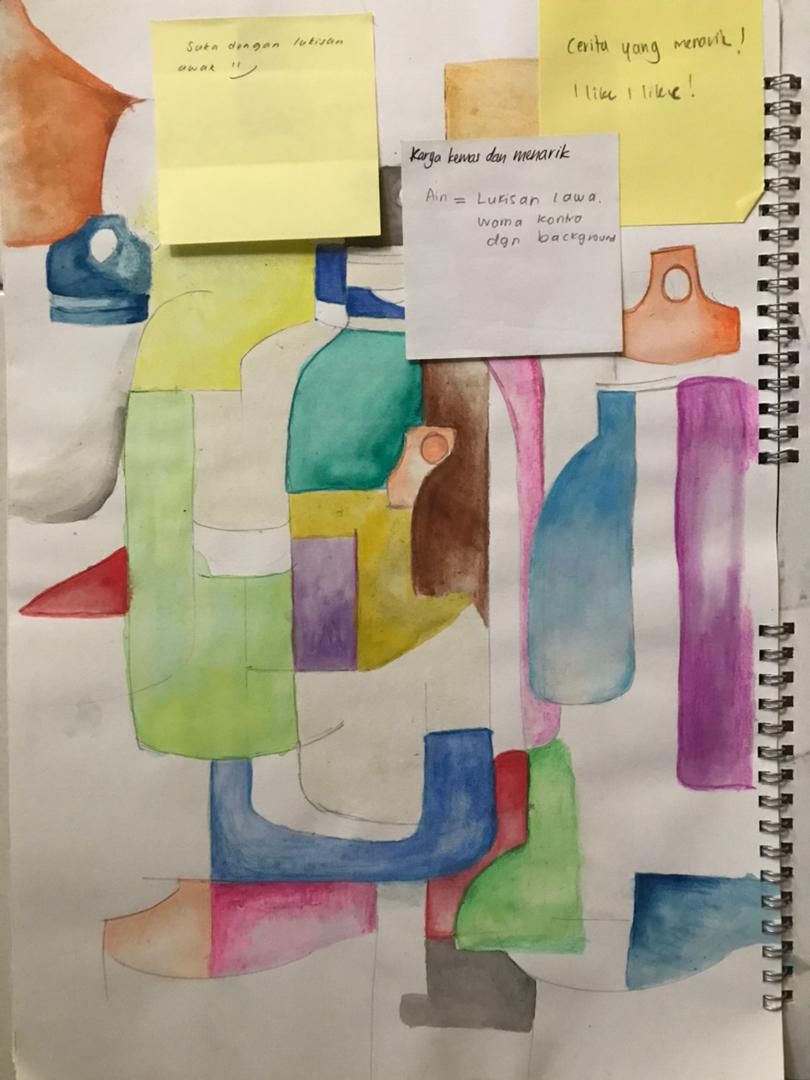 Suka dengan lukisan
awak !!
Cerita yang menarik!
I like I like!
Karya kemas dan menarik
Ain = Lukisan lawa.
warna kontra
dgn background